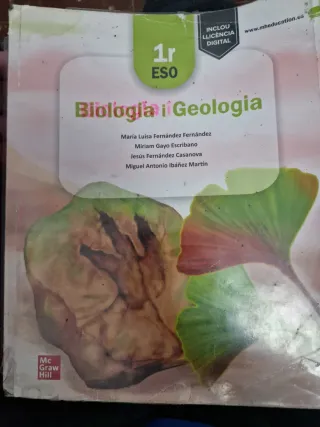 INCLOU
LLICÈNCIA
DIGITAL
www.mheducation.es
1r
ESO
Biologia i Geologia
María Luisa Fernández Fernández
Miriam Gayo Escribano
Jesús Fernández Casanova
Miguel Antonio Ibáñez Martín
Mc
Graw
Hill